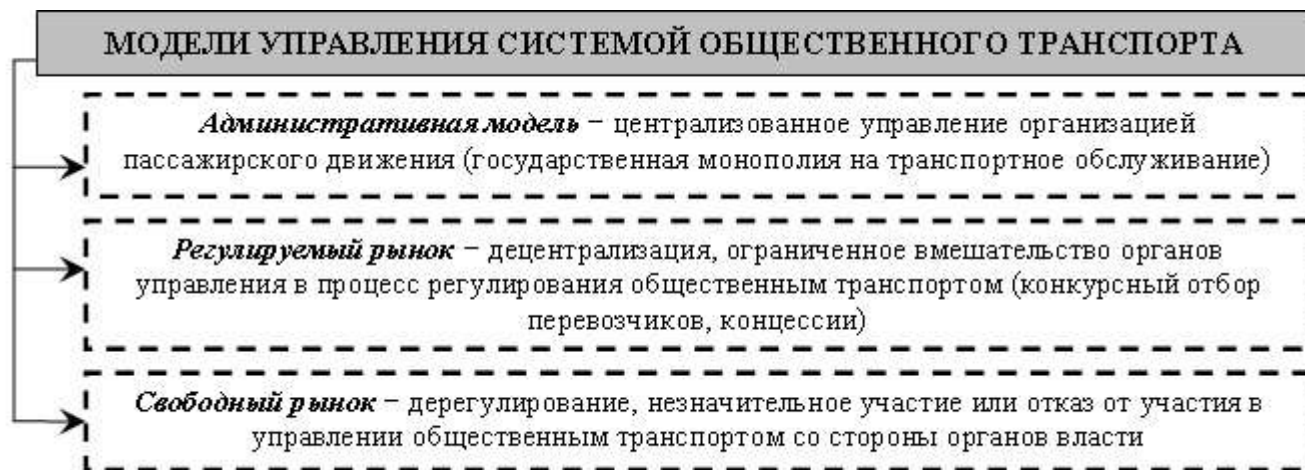 МОДЕЛИ УПРАВЛЕНИЯ СИСТЕМОЙ ОБЩЕСТВЕННОГО ТРАНСПОРТА
Административная модель − централизованное управление организацией
пассажирского движения (государственная монополия на транспортное обслуживание)
Регулируемый рынок − децентрализация, ограниченное вмешательство органов
управления в процесс регулирования общественным транспортом (конкурсный отбор
перевозчиков, концессии)
Свободный рынок − дерегулирование, незначительное участие или отказ от участия в
управлении общественным транспортом со стороны органов власти